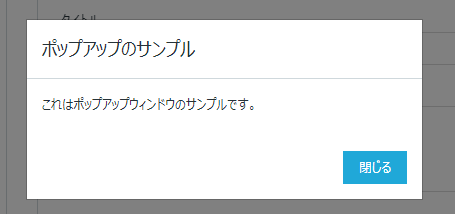 タイトル
ポップアップのサンプル
これはポップアップウィンドウのサンプルです。
閉じる